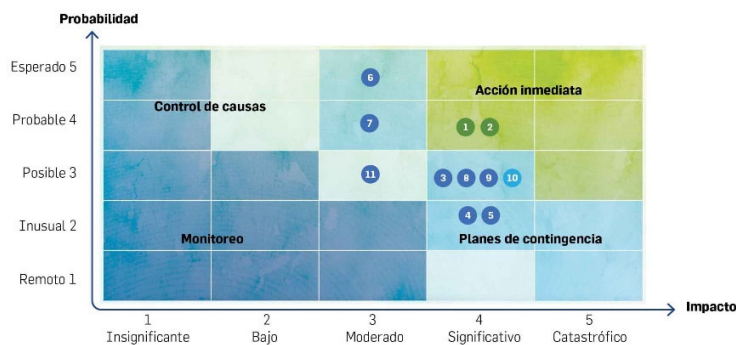 Probabilidad
Esperado 5
6
Acción inmediata
Control de causas
Probable 4
7
1 2
Posible 3
11
3 8 9 10
Inusual 2
4 5
Monitoreo
Planes de contingencia
Remoto 1
Impacto
1 2 3 4 5
Insignificante Bajo Moderado Significativo Catastrófico